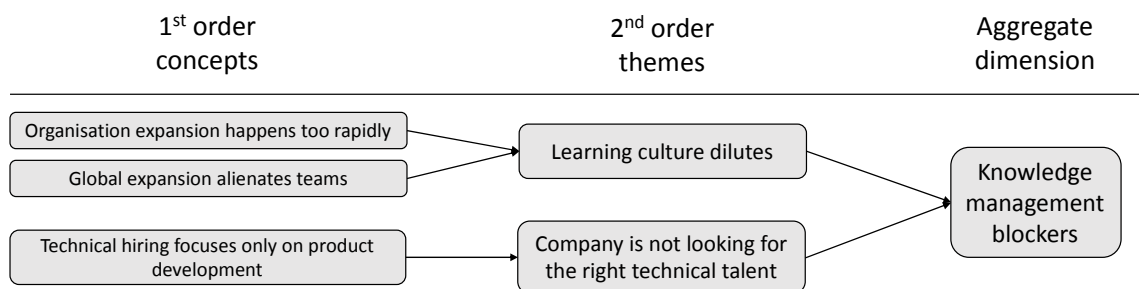 1st order
concepts
2nd order
themes
Aggregate
dimension
Organisation expansion happens too rapidly
Global expansion alienates teams
Technical hiring focuses only on product
development
Learning culture dilutes
Company is not looking for
the right technical talent
Knowledge
management
blockers